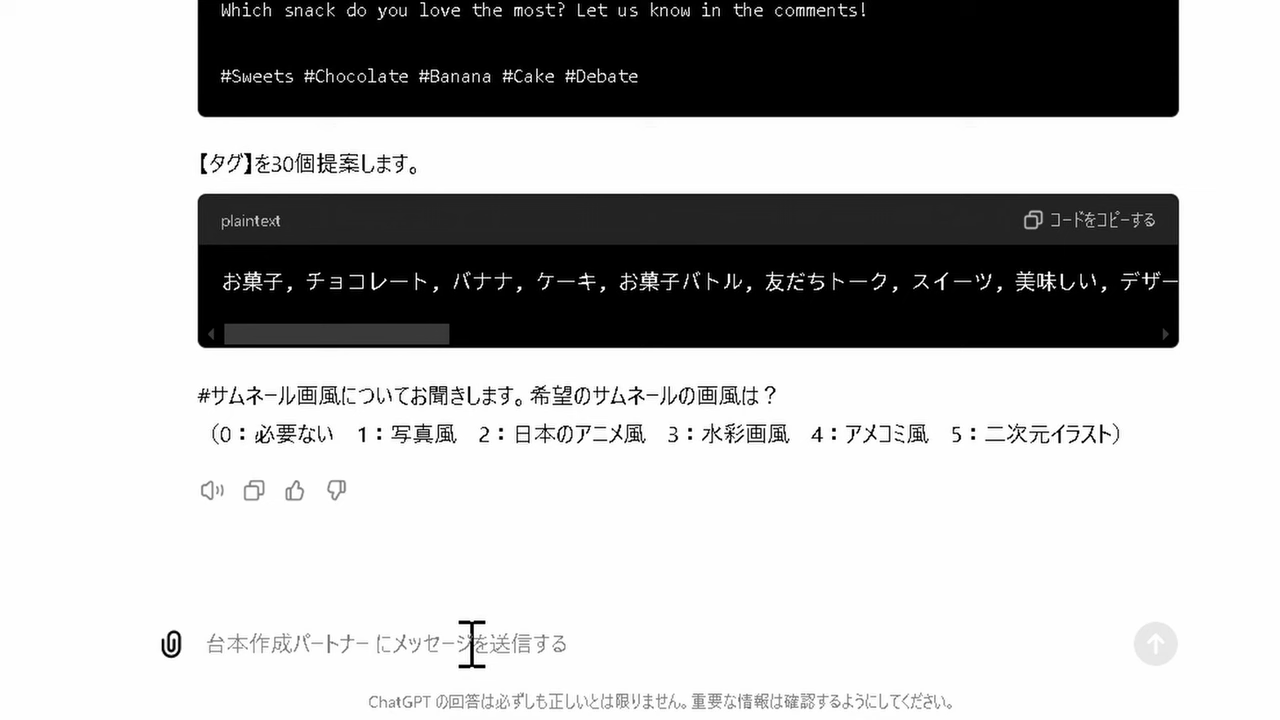 Which snack do you love the most? Let us know in the comments!
#Sweets #Chocolate #Banana #Cake #Debate
【タグ】を30個提案します。
plaintext
コードをコピーする
お菓子, チョコレート, バナナ, ケーキ, お菓子バトル, 友だちトーク, スイーツ, 美味しい, デザー
#サムネール画風についてお聞きします。希望のサムネールの画風は？
（0：必要ない　1：写真風　2：日本のアニメ風　3：水彩画風　4：アメコミ風　5：二次元イラスト）
台本作成パートナー にメッセージを送信する
ChatGPT の回答は必ずしも正しいとは限りません。重要な情報は確認するようにしてください。